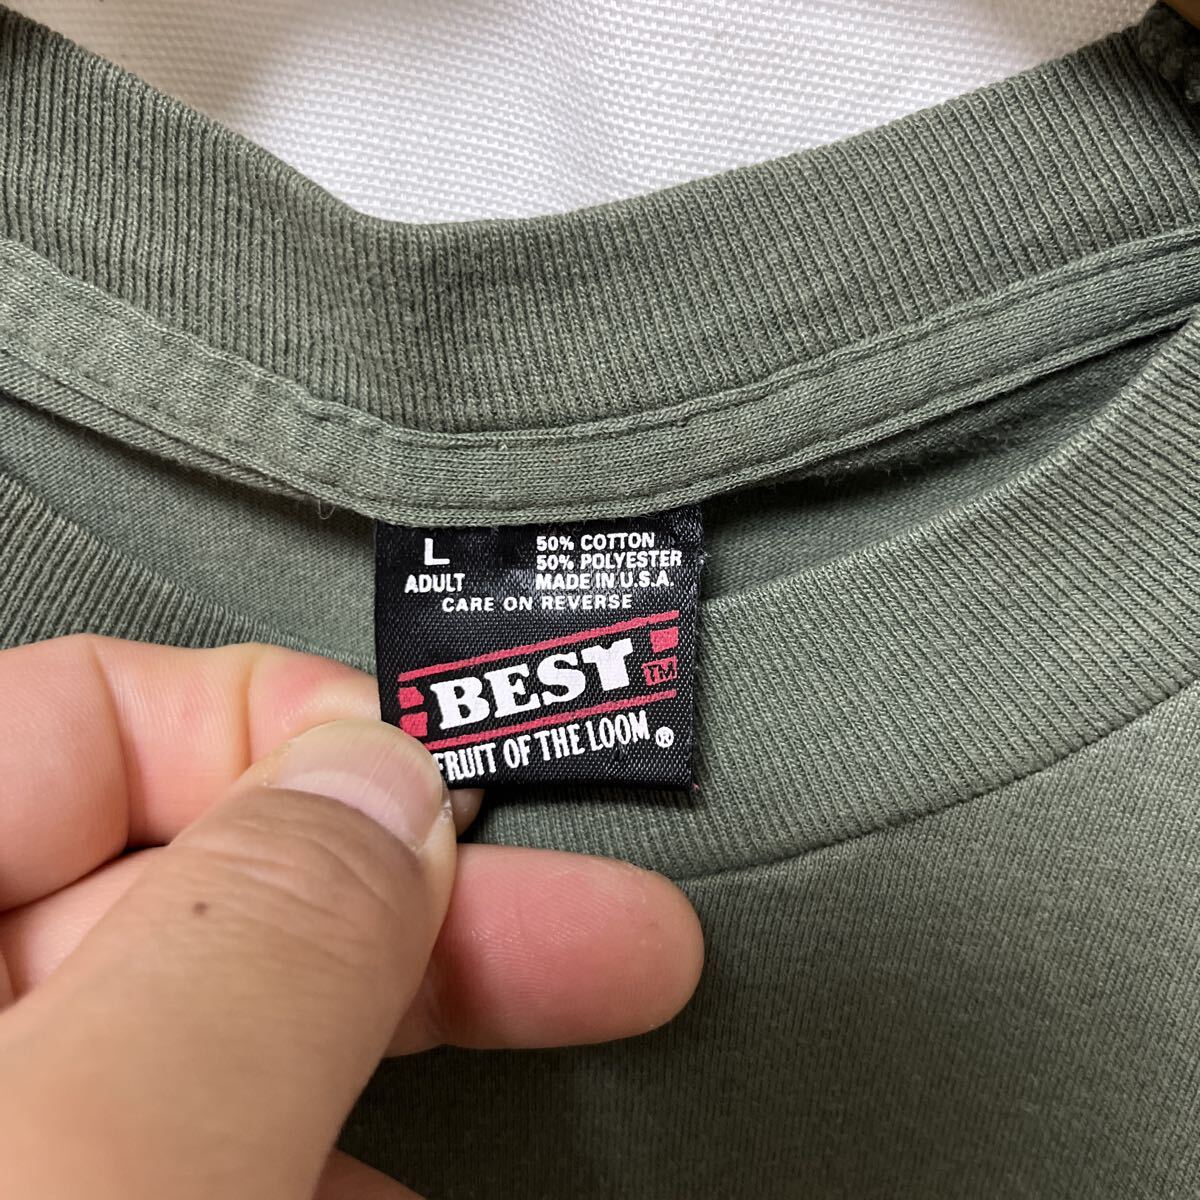 L
ADULT
50% COTTON
50% POLYESTER
MADE IN U.S.A.
CARE ON REVERSE
BEST TM
FRUIT OF THE LOOM ®